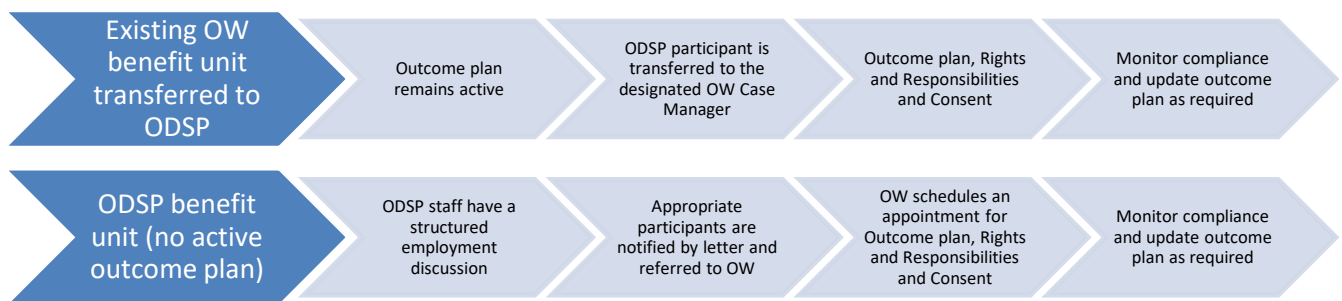 Existing OW
benefit unit
transferred to
ODSP
Outcome plan
remains active
ODSP participant is
transferred to the
designated OW Case
Manager
Outcome plan, Rights
and Responsibilities
and Consent
Monitor compliance
and update outcome
plan as required
ODSP benefit
unit (no active
outcome plan)
ODSP staff have a
structured
employment
discussion
Appropriate
participants are
notified by letter and
referred to OW
OW schedules an
appointment for
Outcome plan, Rights
and Responsibilities
and Consent
Monitor compliance
and update outcome
plan as required